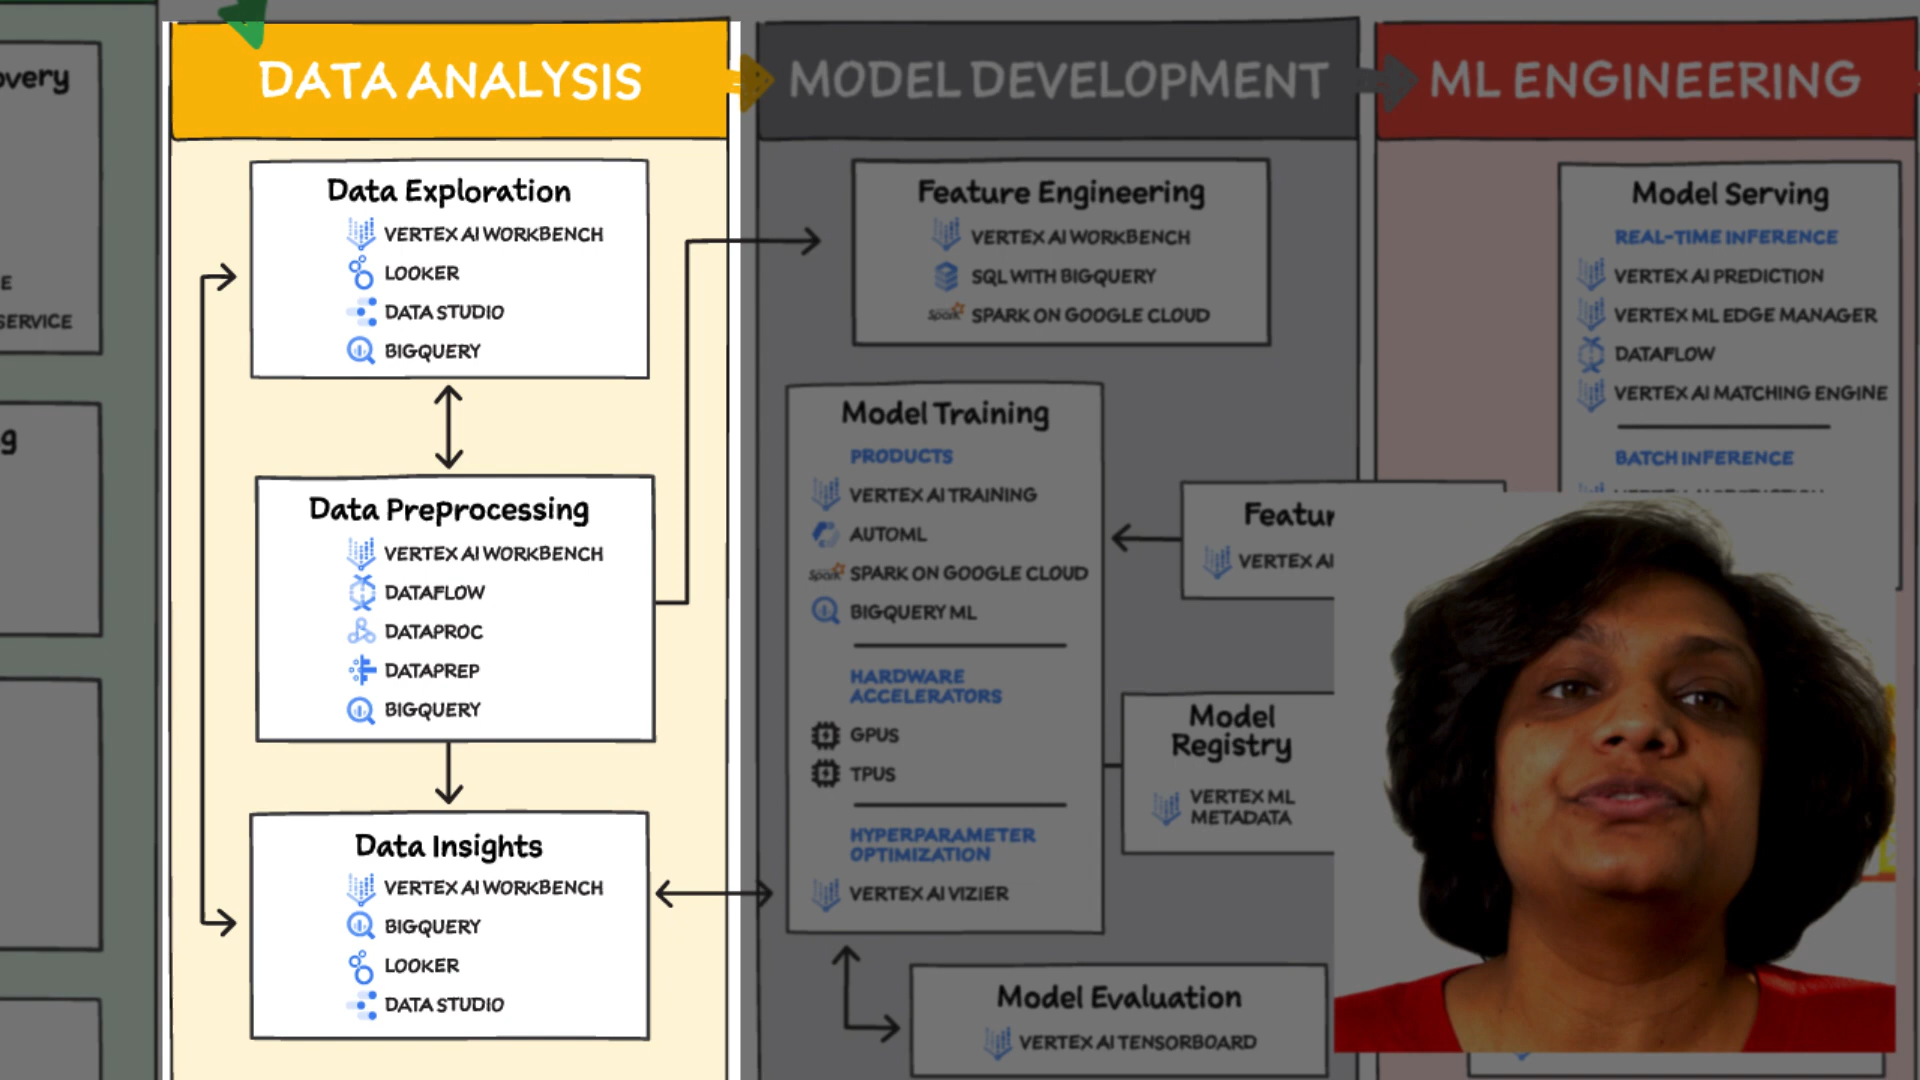 overy
E
SERVICE
g
DATA ANALYSIS
Data Exploration
VERTEX AI WORKBENCH
LOOKER
DATA STUDIO
BIGQUERY
Data Preprocessing
VERTEX AI WORKBENCH
DATAFLOW
DATAPROC
DATAPREP
BIGQUERY
Data Insights
VERTEX AI WORKBENCH
BIGQUERY
LOOKER
DATA STUDIO
MODEL DEVELOPMENT
Feature Engineering
VERTEX AI WORKBENCH
SQL WITH BIGQUERY
Spark SPARK ON GOOGLE CLOUD
Model Training
PRODUCTS
VERTEX AI TRAINING
AUTOML
Spark SPARK ON GOOGLE CLOUD
BIGQUERY ML
HARDWARE
ACCELERATORS
GPUS
TPUS
HYPERPARAMETER
OPTIMIZATION
VERTEX AI VIZIER
Featur
VERTEX AI
Model
Registry
VERTEX ML
METADATA
Model Evaluation
VERTEX AI TENSORBOARD
ML ENGINEERING
Model Serving
REAL-TIME INFERENCE
VERTEX AI PREDICTION
VERTEX ML EDGE MANAGER
DATAFLOW
VERTEX AI MATCHING ENGINE
BATCH INFERENCE